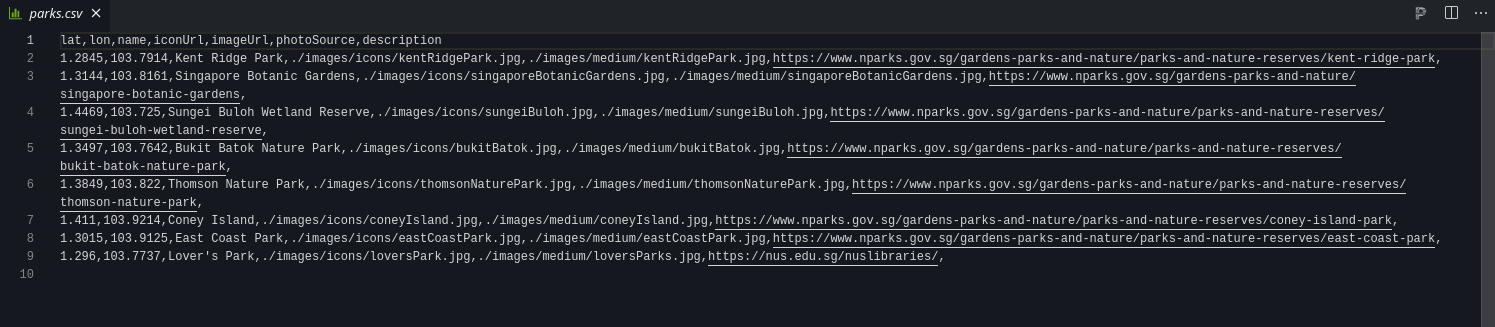 parks.csv
1 lat,lon,name,iconUrl,imageUrl,photoSource,description
2 1.2845,103.7914,Kent Ridge Park,./images/icons/kentRidgePark.jpg,./images/medium/kentRidgePark.jpg,https://www.nparks.gov.sg/gardens-parks-and-nature/parks-and-nature-reserves/kent-ridge-park,
3 1.3144,103.8161,Singapore Botanic Gardens,./images/icons/singaporeBotanicGardens.jpg,./images/medium/singaporeBotanicGardens.jpg,https://www.nparks.gov.sg/gardens-parks-and-nature/
singapore-botanic-gardens,
4 1.4469,103.725,Sungei Buloh Wetland Reserve,./images/icons/sungeiBuloh.jpg,./images/medium/sungeiBuloh.jpg,https://www.nparks.gov.sg/gardens-parks-and-nature/parks-and-nature-reserves/
sungei-buloh-wetland-reserve,
5 1.3497,103.7642,Bukit Batok Nature Park,./images/icons/bukitBatok.jpg,./images/medium/bukitBatok.jpg,https://www.nparks.gov.sg/gardens-parks-and-nature/parks-and-nature-reserves/
bukit-batok-nature-park,
6 1.3849,103.822,Thomson Nature Park,./images/icons/thomsonNaturePark.jpg,./images/medium/thomsonNaturePark.jpg,https://www.nparks.gov.sg/gardens-parks-and-nature/parks-and-nature-reserves/
thomson-nature-park,
7 1.411,103.9214,Coney Island,./images/icons/coneyIsland.jpg,./images/medium/coneyIsland.jpg,https://www.nparks.gov.sg/gardens-parks-and-nature/parks-and-nature-reserves/coney-island-park,
8 1.3015,103.9125,East Coast Park,./images/icons/eastCoastPark.jpg,./images/medium/eastCoastPark.jpg,https://www.nparks.gov.sg/gardens-parks-and-nature/parks-and-nature-reserves/east-coast-park,
9 1.296,103.7737,Lover's Park,./images/icons/loversPark.jpg,./images/medium/loversParks.jpg,https://nus.edu.sg/nuslibraries/,
10